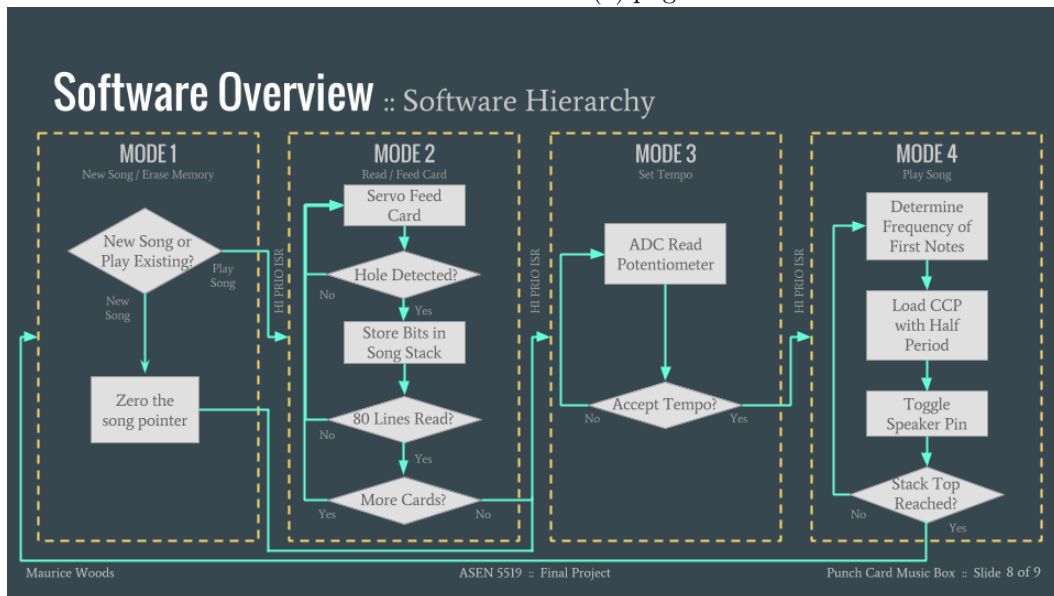 Software Overview :: Software Hierarchy
MODE 1
New Song / Erase Memory
New Song or
Play Existing?
Play
Song
New
Song
Zero the
song pointer
HI PRIO ISR
MODE 2
Read / Feed Card
Servo Feed
Card
Hole Detected?
No
Yes
Store Bits in
Song Stack
80 Lines Read?
No
Yes
More Cards?
Yes
No
HI PRIO ISR
MODE 3
Set Tempo
ADC Read
Potentiometer
Accept Tempo?
No
Yes
HI PRIO ISR
MODE 4
Play Song
Determine
Frequency of
First Notes
Load CCP
with Half
Period
Toggle
Speaker Pin
Stack Top
Reached?
No
Yes
Maurice Woods
ASEN 5519 :: Final Project
Punch Card Music Box :: Slide 8 of 9